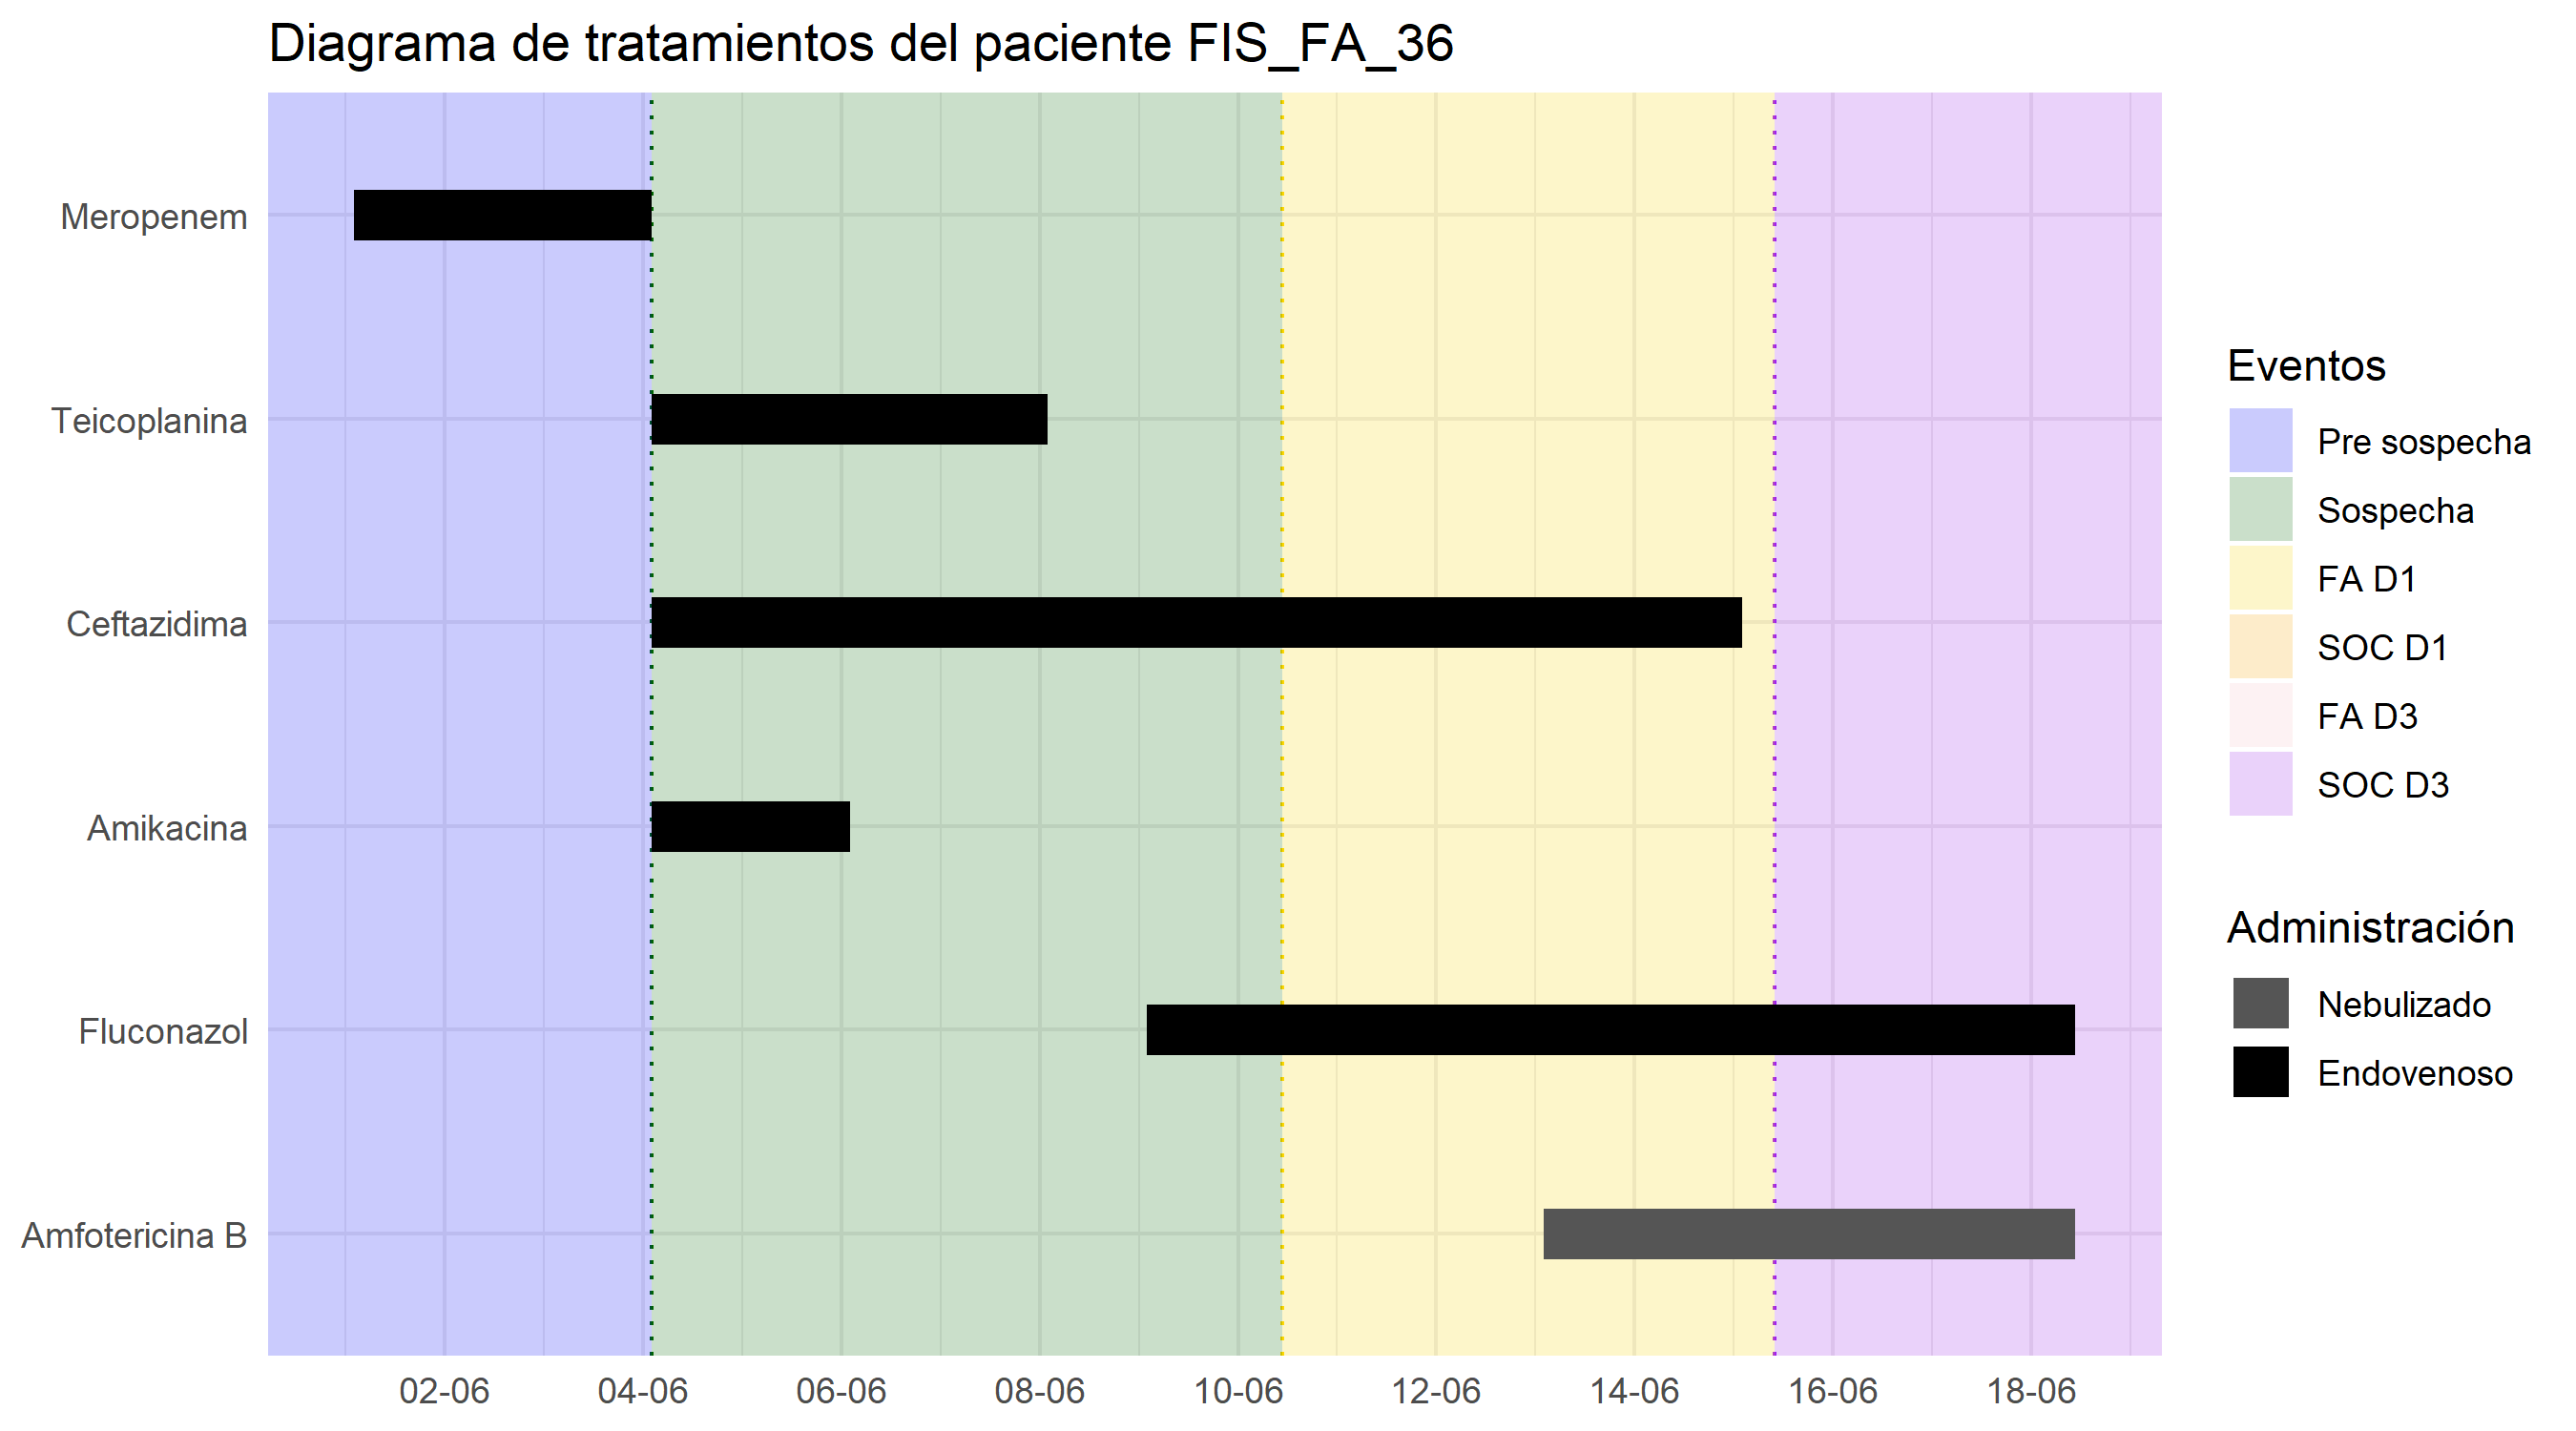 Diagrama de tratamientos del paciente FIS_FA_36
Meropenem
Teicoplanina
Ceftazidima
Amikacina
Fluconazol
Amfotericina B
02-06 04-06 06-06 08-06 10-06 12-06 14-06 16-06 18-06
Eventos
Pre sospecha
Sospecha
FA D1
SOC D1
FA D3
SOC D3
Administración
Nebulizado
Endovenoso